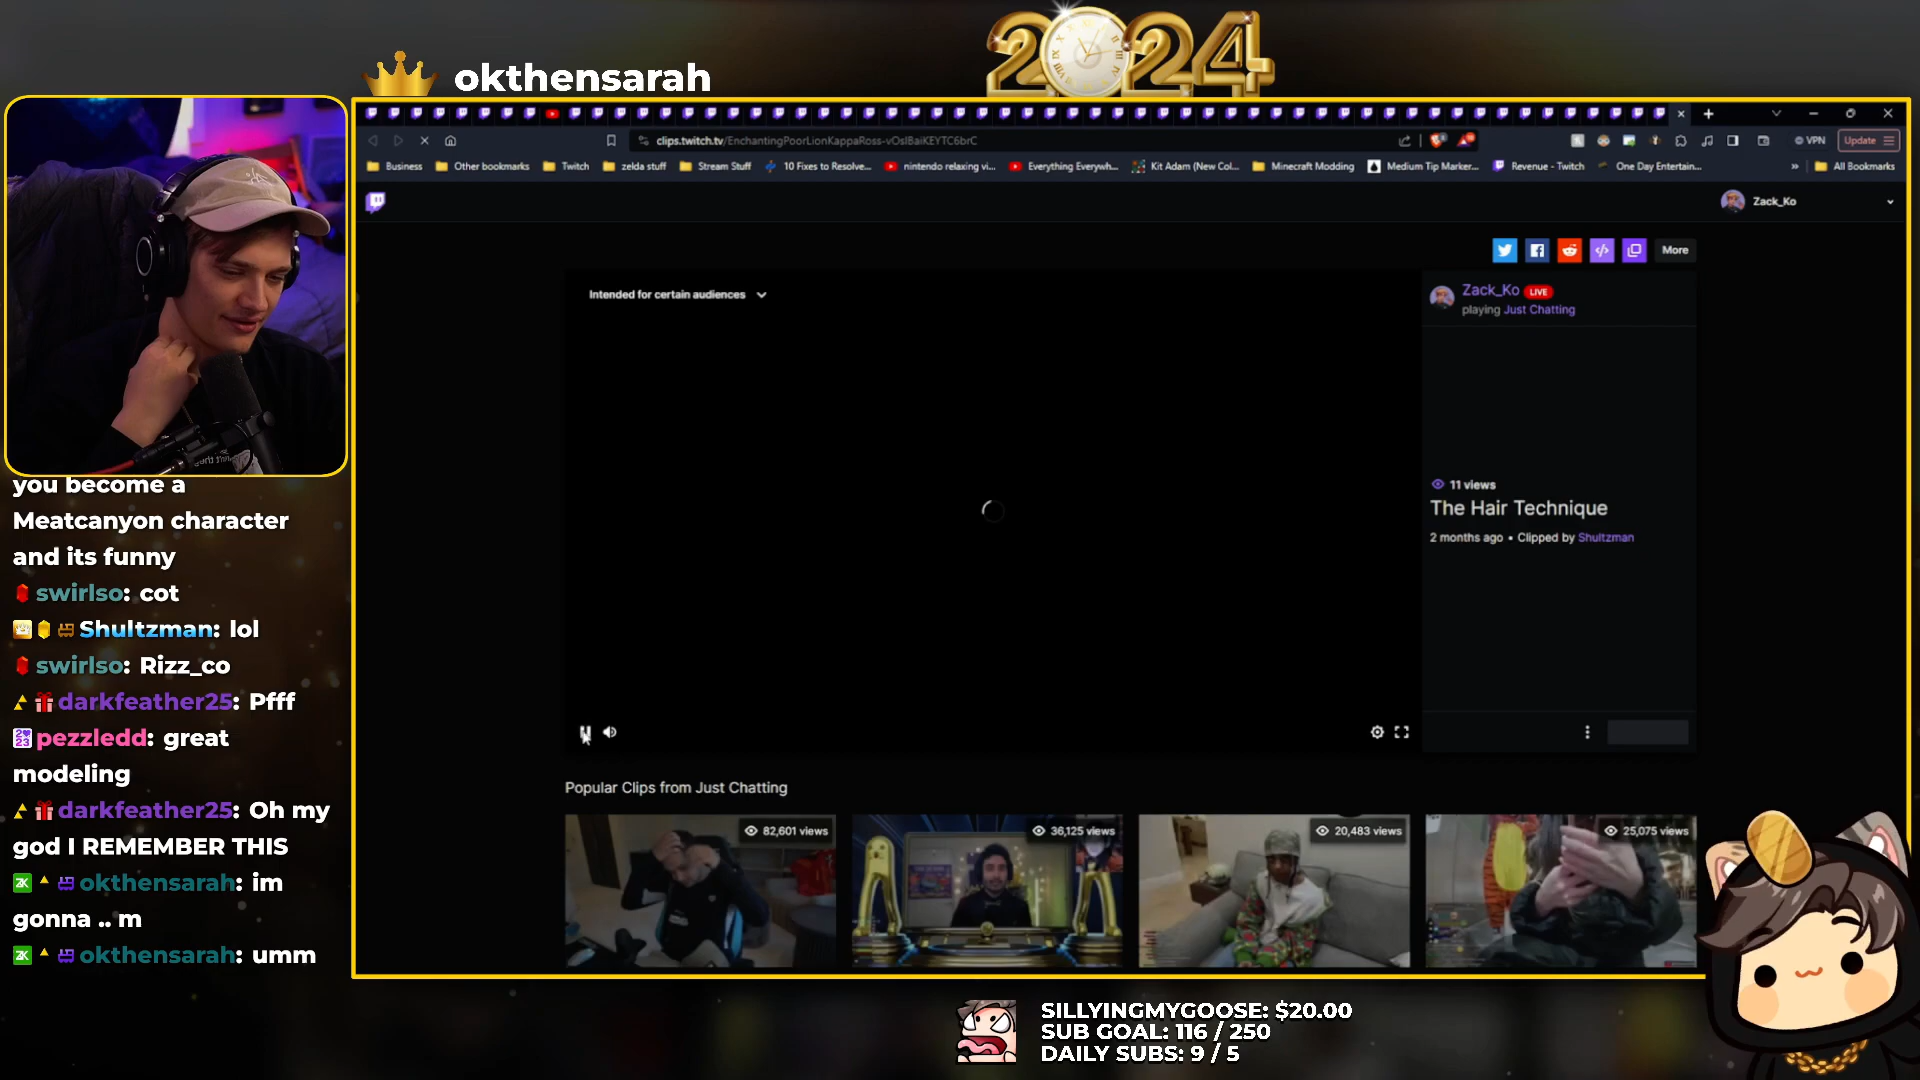 2024
okthensarah
clips.twitch.tv/EnchantingPoorLionKappaRoss-vOsIBaiKEYTC6brC
VPN
Update
Business
Other bookmarks
Twitch
zelda stuff
Stream Stuff
10 Fixes to Resolve...
nintendo relaxing vi...
Everything Everywh...
Kit Adam (New Col...
Minecraft Modding
Medium Tip Marker...
Revenue - Twitch
One Day Entertain...
»
All Bookmarks
Zack_Ko
More
Intended for certain audiences
Zack_Ko LIVE
playing Just Chatting
11 views
The Hair Technique
2 months ago • Clipped by Shultzman
Popular Clips from Just Chatting
82,601 views
36,125 views
20,483 views
25,075 views
you become a
Meatcanyon character
and its funny
swirlso: cot
Shultzman: lol
swirlso: Rizz_co
darkfeather25: Pfff
pezzledd: great
modeling
darkfeather25: Oh my
god I REMEMBER THIS
okthensarah: im
gonna .. m
okthensarah: umm
SILLYINGMYGOOSE: $20.00
SUB GOAL: 116 / 250
DAILY SUBS: 9 / 5